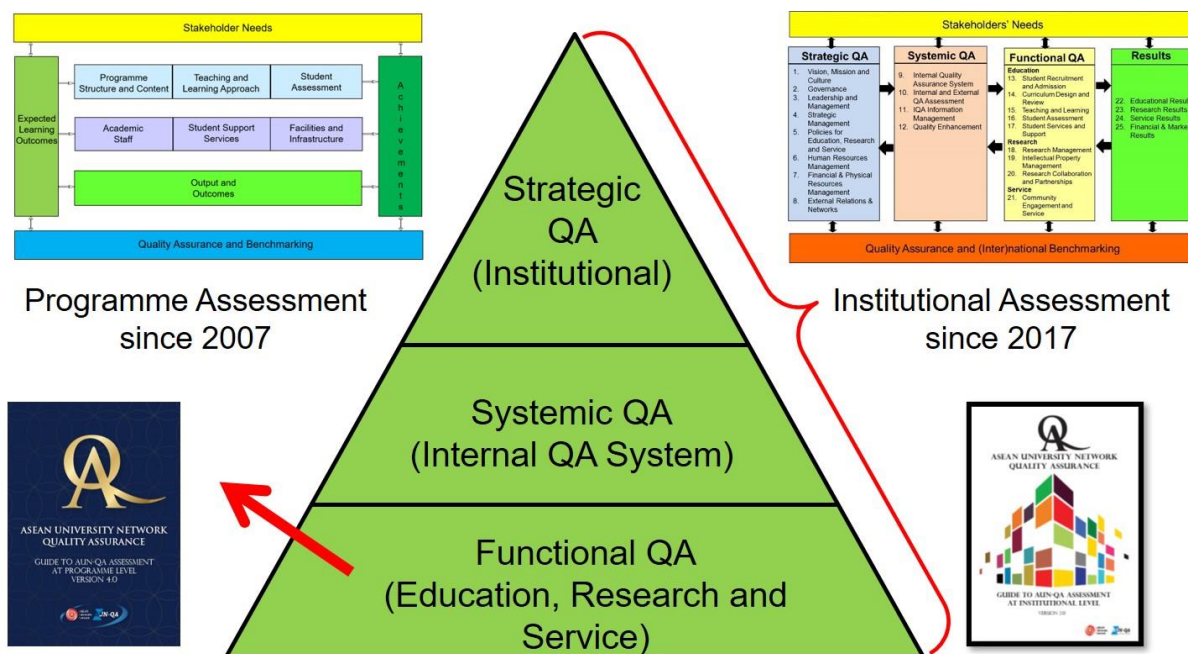 Stakeholder Needs
Expected
Learning
Outcomes
Programme
Structure and Content
Teaching and
Learning Approach
Student
Assessment
Academic
Staff
Student Support
Services
Facilities and
Infrastructure
Output and
Outcomes
Achievements
Quality Assurance and Benchmarking
Programme Assessment
since 2007
QA
ASEAN UNIVERSITY NETWORK
QUALITY ASSURANCE
GUIDE TO AUN-QA ASSESSMENT
AT PROGRAMME LEVEL
VERSION 4.0
Strategic
QA
(Institutional)
Systemic QA
(Internal QA System)
Functional QA
(Education, Research and
Service)
Stakeholders' Needs
Strategic QA
1. Vision, Mission and
Culture
2. Governance
3. Leadership and
Management
4. Strategic
Management
5. Policies for
Education, Research
and Service
6. Human Resources
Management
7. Financial & Physical
Resources
Management
8. External Relations &
Networks
Systemic QA
9. Internal Quality
Assurance System
10. Internal and External
QA Assessment
11. IQA Information
Management
12. Quality Enhancement
Functional QA
Education
13. Student Recruitment
and Admission
14. Curriculum Design and
Review
15. Teaching and Learning
16. Student Assessment
17. Student Services and
Support
Research
18. Research Management
19. Intellectual Property
Management
20. Research Collaboration
and Partnerships
Service
21. Community
Engagement and
Service
Results
22. Educational Results
23. Research Results
24. Service Results
25. Financial & Market
Results
Quality Assurance and (Inter)national Benchmarking
Institutional Assessment
since 2017
QA
ASEAN UNIVERSITY NETWORK
QUALITY ASSURANCE
GUIDE TO AUN-QA ASSESSMENT
AT INSTITUTIONAL LEVEL